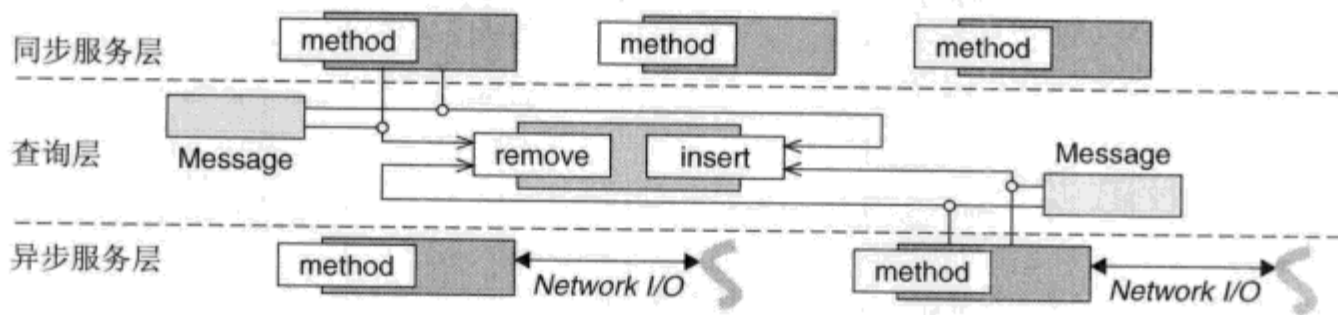 同步服务层
method
method
method
查询层
Message
remove
insert
Message
异步服务层
method
Network I/O
method
Network I/O